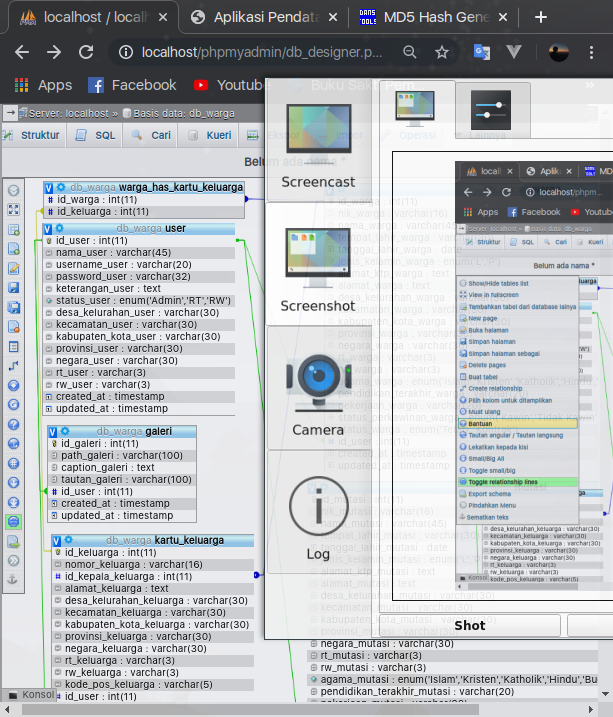 localhost / localh
Aplikasi Pendata
MD5 Hash Gene
localhost/phpmyadmin/db_designer.p...
Apps
Facebook
Youtube
Buku Sakti Pem
Server: localhost » Basis data: db_warga
Struktur
SQL
Cari
Kueri
Belum ada nama *
db_warga warga_has_kartu_keluarga
id_warga : int(11)
id_keluarga : int(11)
db_warga user
id_user : int(11)
nama_user : varchar(45)
username_user : varchar(20)
password_user : varchar(32)
keterangan_user : text
status_user : enum('Admin','RT','RW')
desa_kelurahan_user : varchar(30)
kecamatan_user : varchar(30)
kabupaten_kota_user : varchar(30)
provinsi_user : varchar(30)
negara_user : varchar(30)
rt_user : varchar(3)
rw_user : varchar(3)
created_at : timestamp
updated_at : timestamp
db_warga galeri
id_galeri : int(11)
path_galeri : varchar(100)
caption_galeri : text
tautan_galeri : varchar(100)
id_user : int(11)
created_at : timestamp
updated_at : timestamp
db_warga kartu_keluarga
id_keluarga : int(11)
nomor_keluarga : varchar(16)
id_kepala_keluarga : int(11)
alamat_keluarga : text
desa_kelurahan_keluarga : varchar(30)
kecamatan_keluarga : varchar(30)
kabupaten_kota_keluarga : varchar(30)
provinsi_keluarga : varchar(30)
negara_keluarga : varchar(30)
rt_keluarga : varchar(3)
rw_keluarga : varchar(3)
kode_pos_keluarga : varchar(5)
id_user : int(11)
Konsol
Screencast
Screenshot
Camera
Log
localh
Aplik
MD5
localhost/phpm
Apps
Facebook
Youtube
Server: localhost » Basis data: db_warga
Struktur
SQL
Cari
Kueri
Belum ada nama *
Show/Hide tables list
View in fullscreen
Tambahkan tabel dari database lainya
New page
Buka halaman
Simpan halaman
Simpan halaman sebagai
Delete pages
Buat tabel
Create relationship
Pilih kolom untuk ditampilkan
Muat ulang
Bantuan
Tautan angular / Tautan langsung
Lekatkan kepada kisi
Small/Big All
Toggle small/big
Toggle relationship lines
Export schema
Pindahkan Menu
Sematkan teks
desa_kelurahan_keluarga : varchar(30)
kecamatan_keluarga : varchar(30)
kabupaten_kota_keluarga : varchar(30)
provinsi_keluarga : varchar(30)
negara_keluarga : varchar(30)
rt_keluarga : varchar(3)
rw_keluarga : varchar(3)
kode_pos_keluarga : varchar(5)
Konsol
Shot
negara_mutasi : varchar(30)
rt_mutasi : varchar(3)
rw_mutasi : varchar(3)
agama_mutasi : enum('Islam','Kristen','Katholik','Hindu','Bu
pendidikan_terakhir_mutasi : varchar(20)